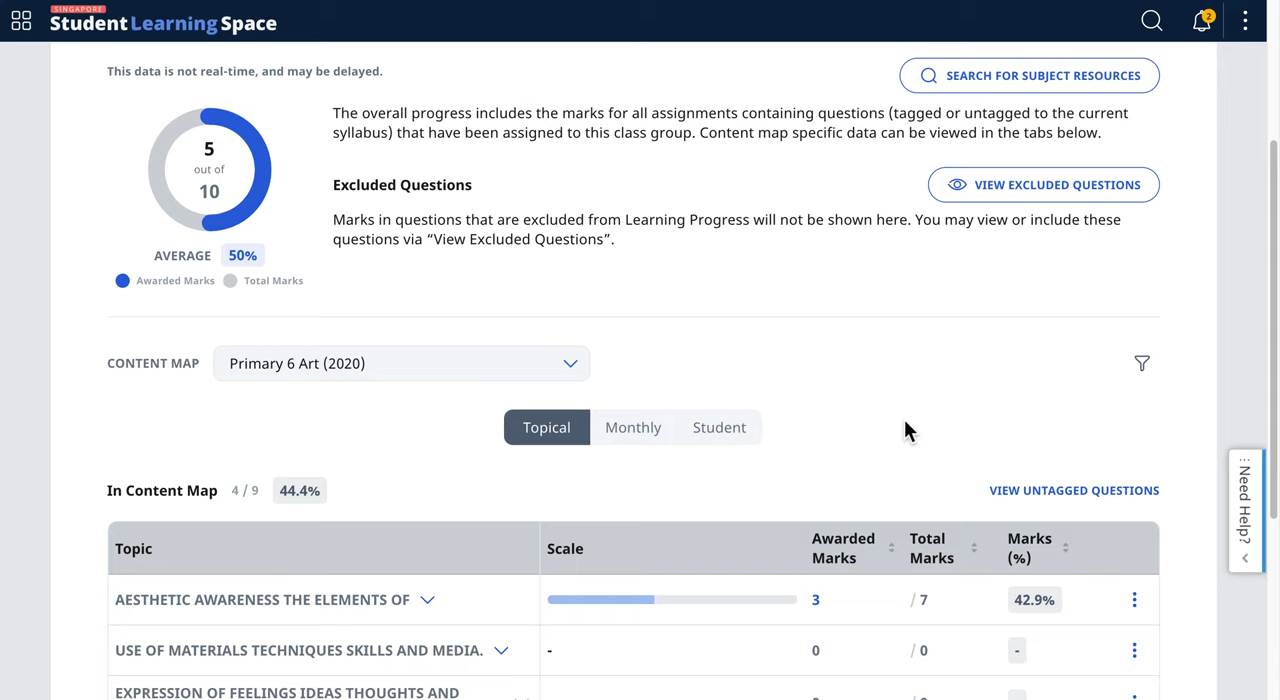 SINGAPORE
Student Learning Space
2
This data is not real-time, and may be delayed.
SEARCH FOR SUBJECT RESOURCES
The overall progress includes the marks for all assignments containing questions (tagged or untagged to the current
syllabus) that have been assigned to this class group. Content map specific data can be viewed in the tabs below.
5
out of
10
Excluded Questions
VIEW EXCLUDED QUESTIONS
Marks in questions that are excluded from Learning Progress will not be shown here. You may view or include these
questions via “View Excluded Questions”.
AVERAGE 50%
Awarded Marks Total Marks
CONTENT MAP Primary 6 Art (2020)
Topical Monthly Student
Need Help?
In Content Map 4 / 9 44.4%
VIEW UNTAGGED QUESTIONS
Topic Scale Awarded Marks Total Marks Marks (%)
AESTHETIC AWARENESS THE ELEMENTS OF 3 / 7 42.9%
USE OF MATERIALS TECHNIQUES SKILLS AND MEDIA. - 0 / 0 -
EXPRESSION OF FEELINGS IDEAS THOUGHTS AND